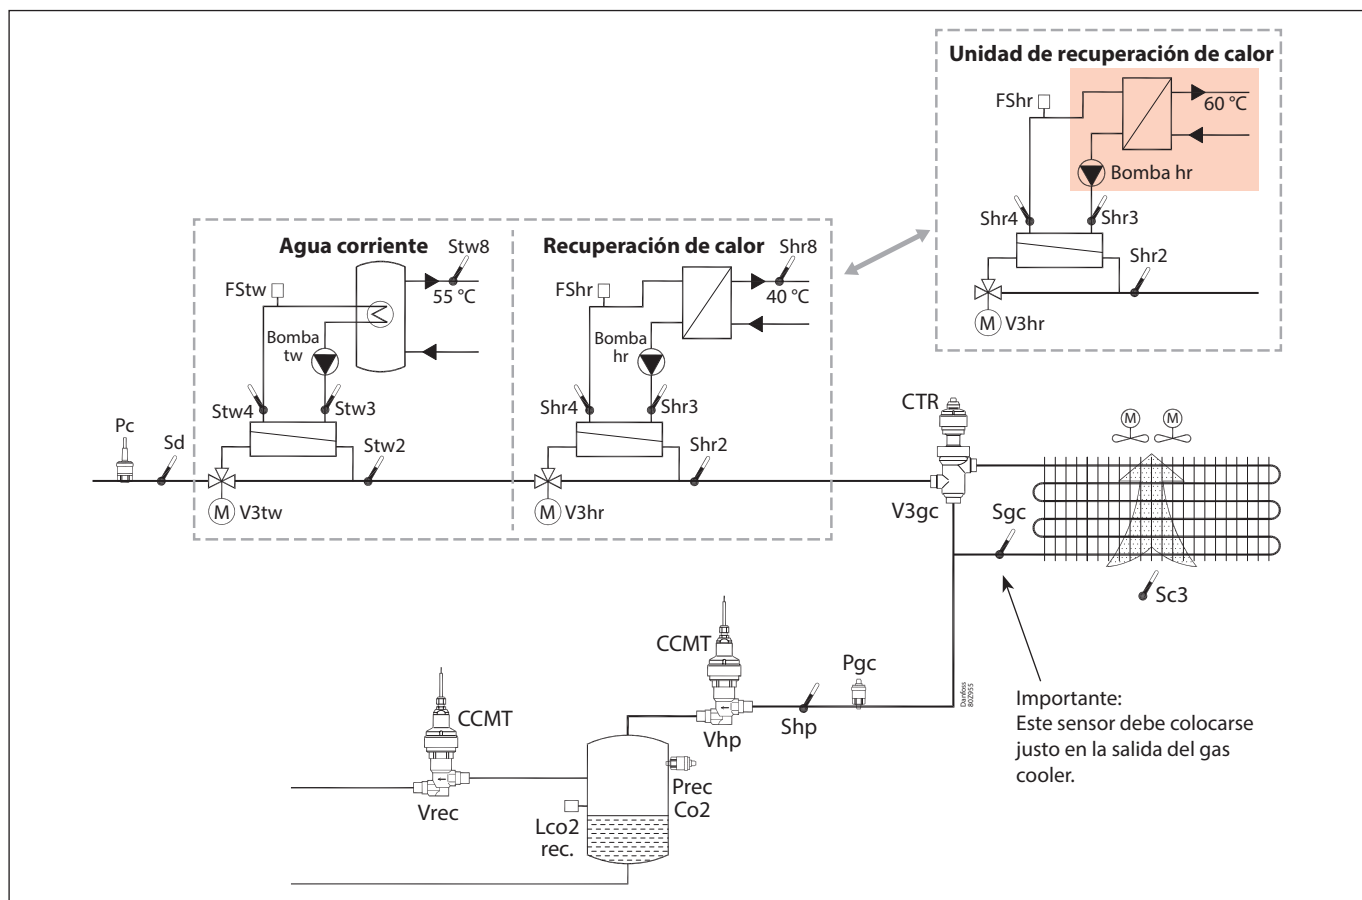 Unidad de recuperación de calor
FShr
60 °C
Bomba hr
Shr4
Shr3
Shr2
M
V3hr
Agua corriente
Stw8
FStw
55 °C
Bomba
tw
Stw4
Stw3
Stw2
M
V3tw
Recuperación de calor
Shr8
FShr
40 °C
Bomba
hr
Shr4
Shr3
Shr2
M
V3hr
Pc
Sd
CTR
V3gc
M
M
Sgc
Sc3
Importante:
Este sensor debe colocarse
justo en la salida del gas
cooler.
Danfoss
80Z955
CCMT
Vhp
Shp
Pgc
CCMT
Vrec
Prec
Co2
Lco2
rec.